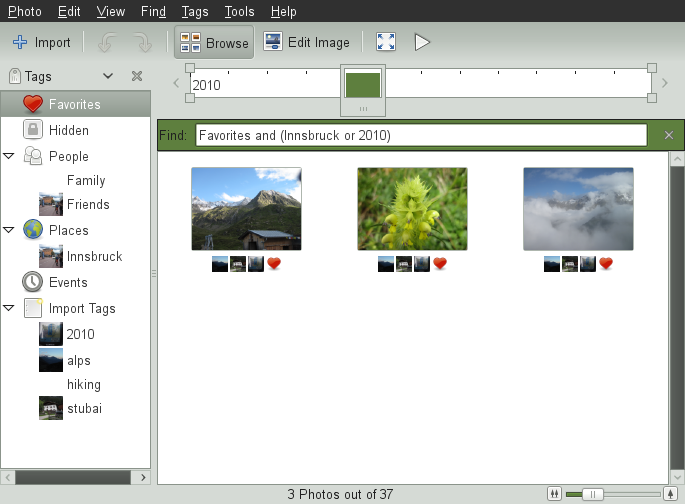 Photo Edit View Find Tags Tools Help
Import Browse Edit Image
Tags
2010
Favorites
Find: Favorites and (Innsbruck or 2010)
Hidden
People
Family
Friends
Places
Innsbruck
Events
Import Tags
2010
alps
hiking
stubai
3 Photos out of 37